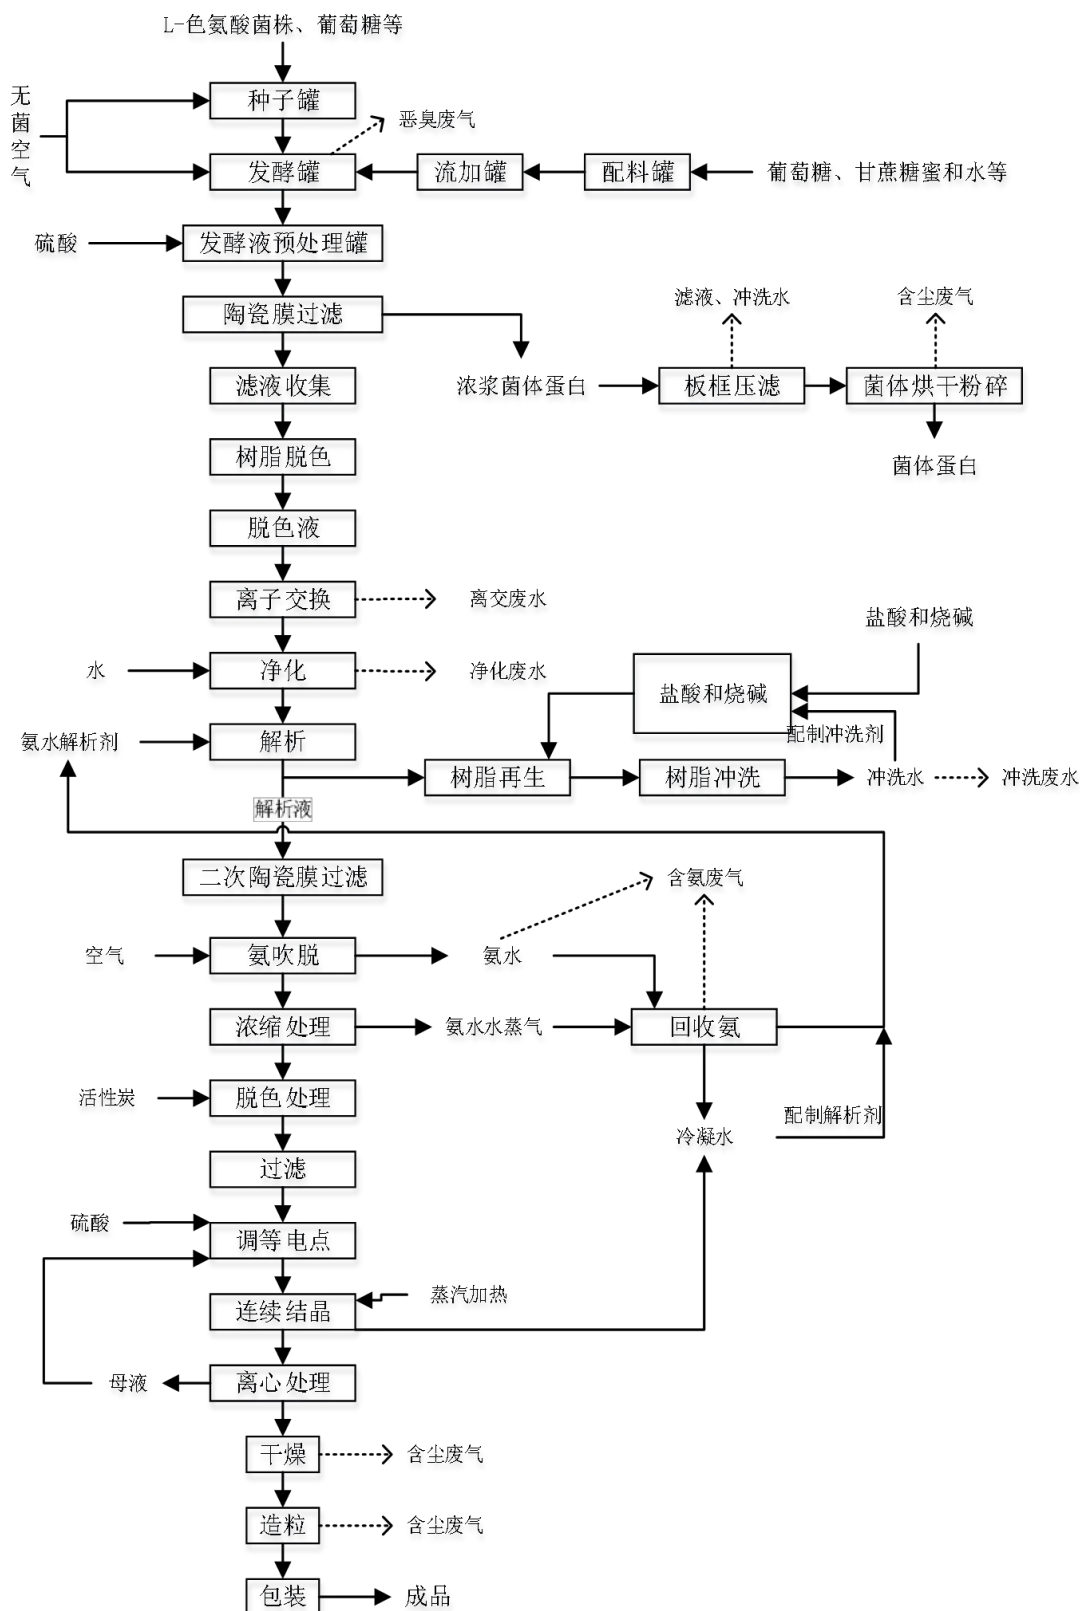 L-色氨酸菌株、葡萄糖等
无菌空气
种子罐
恶臭废气
发酵罐
流加罐
配料罐
葡萄糖、甘蔗糖蜜和水等
硫酸
发酵液预处理罐
陶瓷膜过滤
滤液、冲洗水
含尘废气
滤液收集
浓浆菌体蛋白
板框压滤
菌体烘干粉碎
树脂脱色
菌体蛋白
脱色液
离子交换
离交废水
盐酸和烧碱
水
净化
净化废水
盐酸和烧碱
氨水解析剂
解析
配制冲洗剂
树脂再生
树脂冲洗
冲洗水
冲洗废水
解析液
二次陶瓷膜过滤
含氨废气
空气
氨吹脱
氨水
浓缩处理
氨水水蒸气
回收氨
活性炭
脱色处理
配制解析剂
冷凝水
过滤
硫酸
调等电点
连续结晶
蒸汽加热
母液
离心处理
干燥
含尘废气
造粒
含尘废气
包装
成品